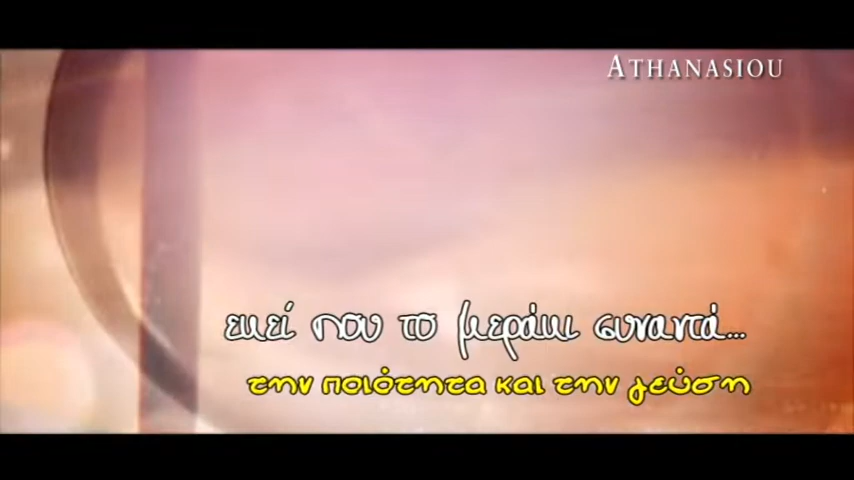 ATHANASIOU
εκεί που το μεράκι συναντά...
την ποιότητα και την γεύση